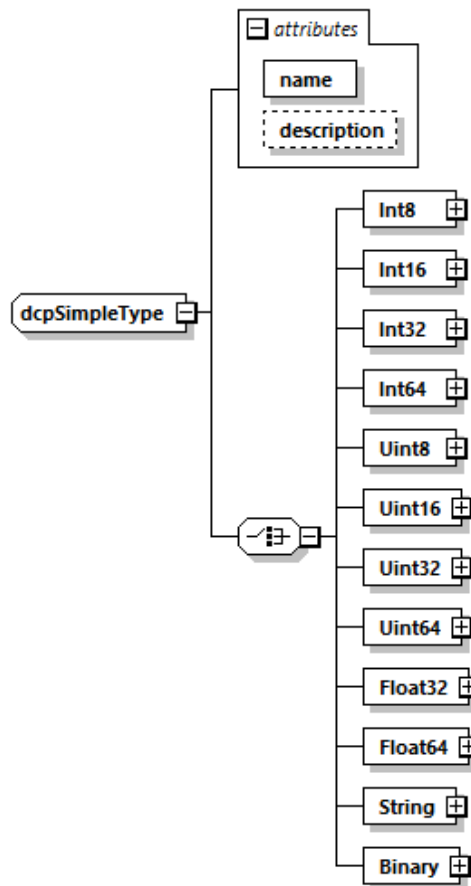 attributes
name
description
dcpSimpleType
Int8
Int16
Int32
Int64
Uint8
Uint16
Uint32
Uint64
Float32
Float64
String
Binary